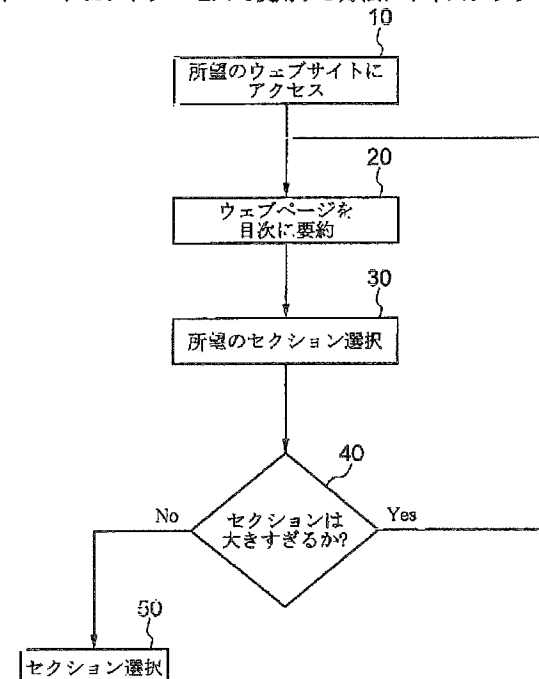 10
所望のウェブサイトに
アクセス
20
ウェブページを
目次に要約
30
所望のセクション選択
40
セクションは
大きすぎるか?
No
Yes
50
セクション選択